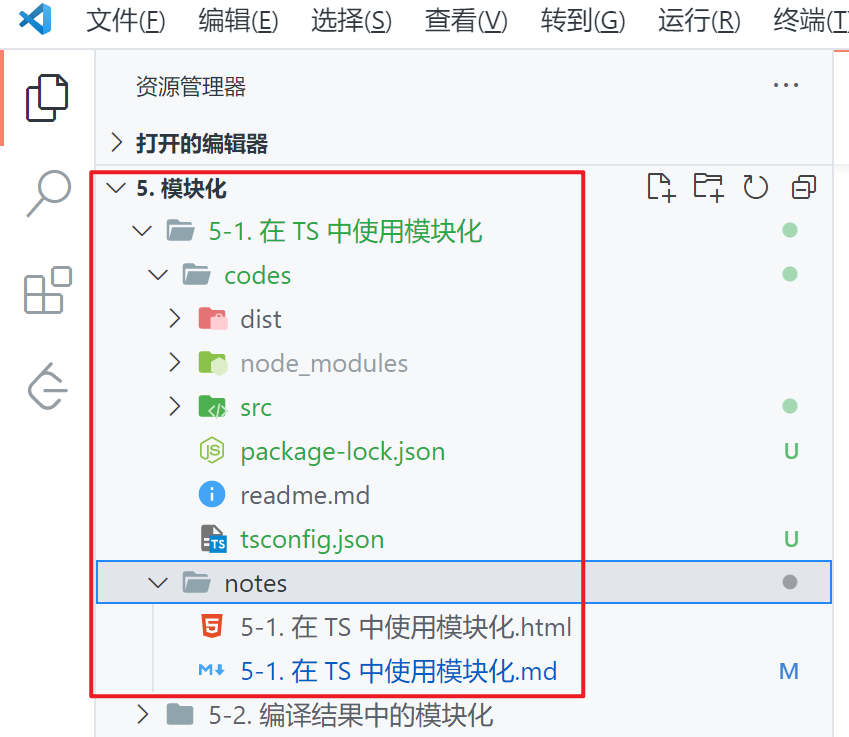 文件(F) 编辑(E) 选择(S) 查看(V) 转到(G) 运行(R) 终端(T
资源管理器 ...
打开的编辑器
5. 模块化
5-1. 在 TS 中使用模块化
codes
dist
node_modules
src
JS package-lock.json U
i readme.md
TS tsconfig.json U
notes
5 5-1. 在 TS 中使用模块化.html
M 5-1. 在 TS 中使用模块化.md M
5-2. 编译结果中的模块化